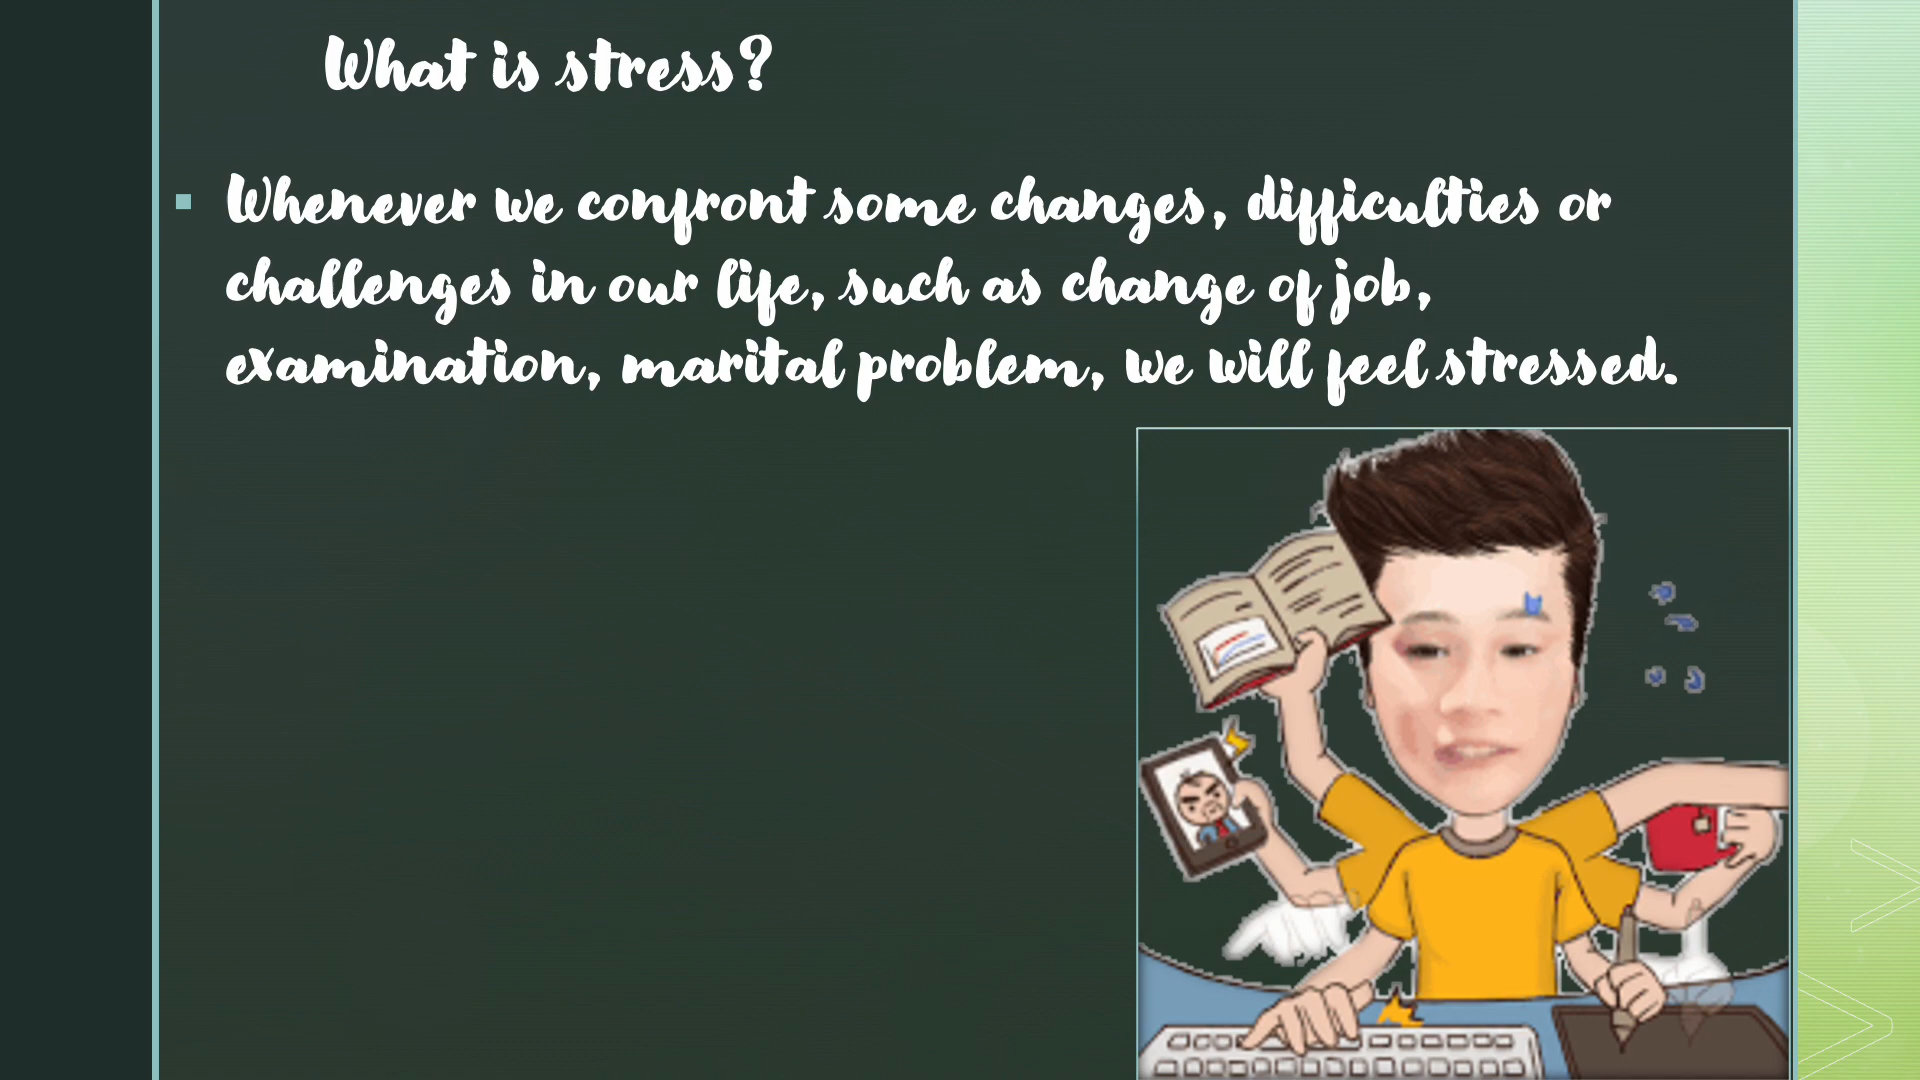 What is stress?
Whenever we confront some changes, difficulties or
challenges in our life, such as change of job,
examination, marital problem, we will feel stressed.